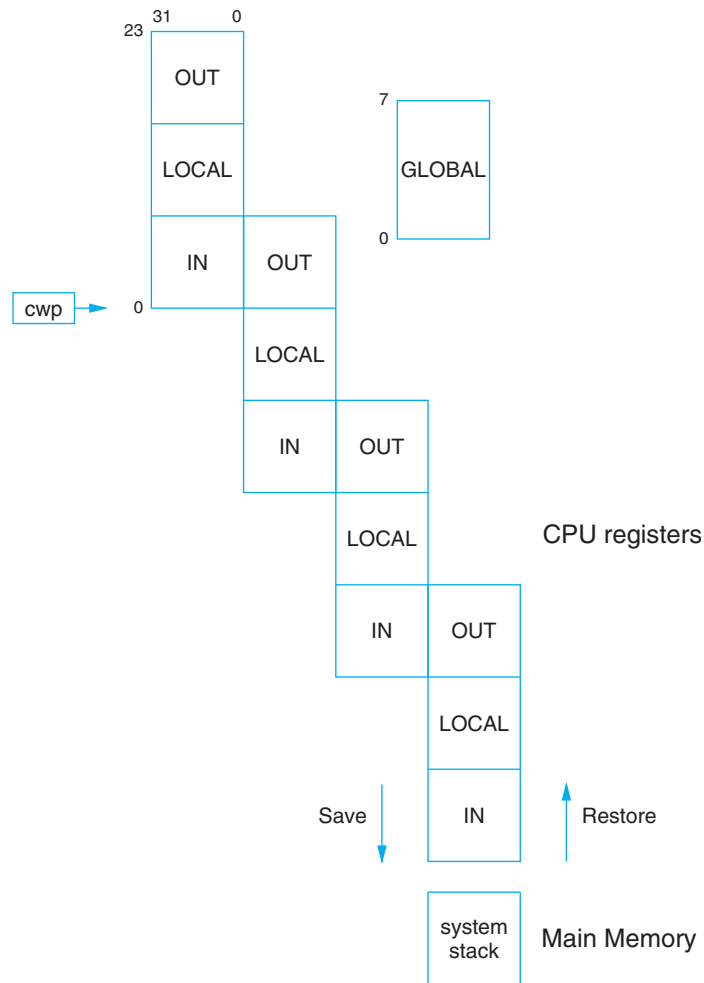 31 0
23
OUT
7
LOCAL
GLOBAL
0
IN OUT
cwp
0
LOCAL
IN OUT
LOCAL
CPU registers
IN OUT
LOCAL
Save
IN
Restore
system
stack
Main Memory